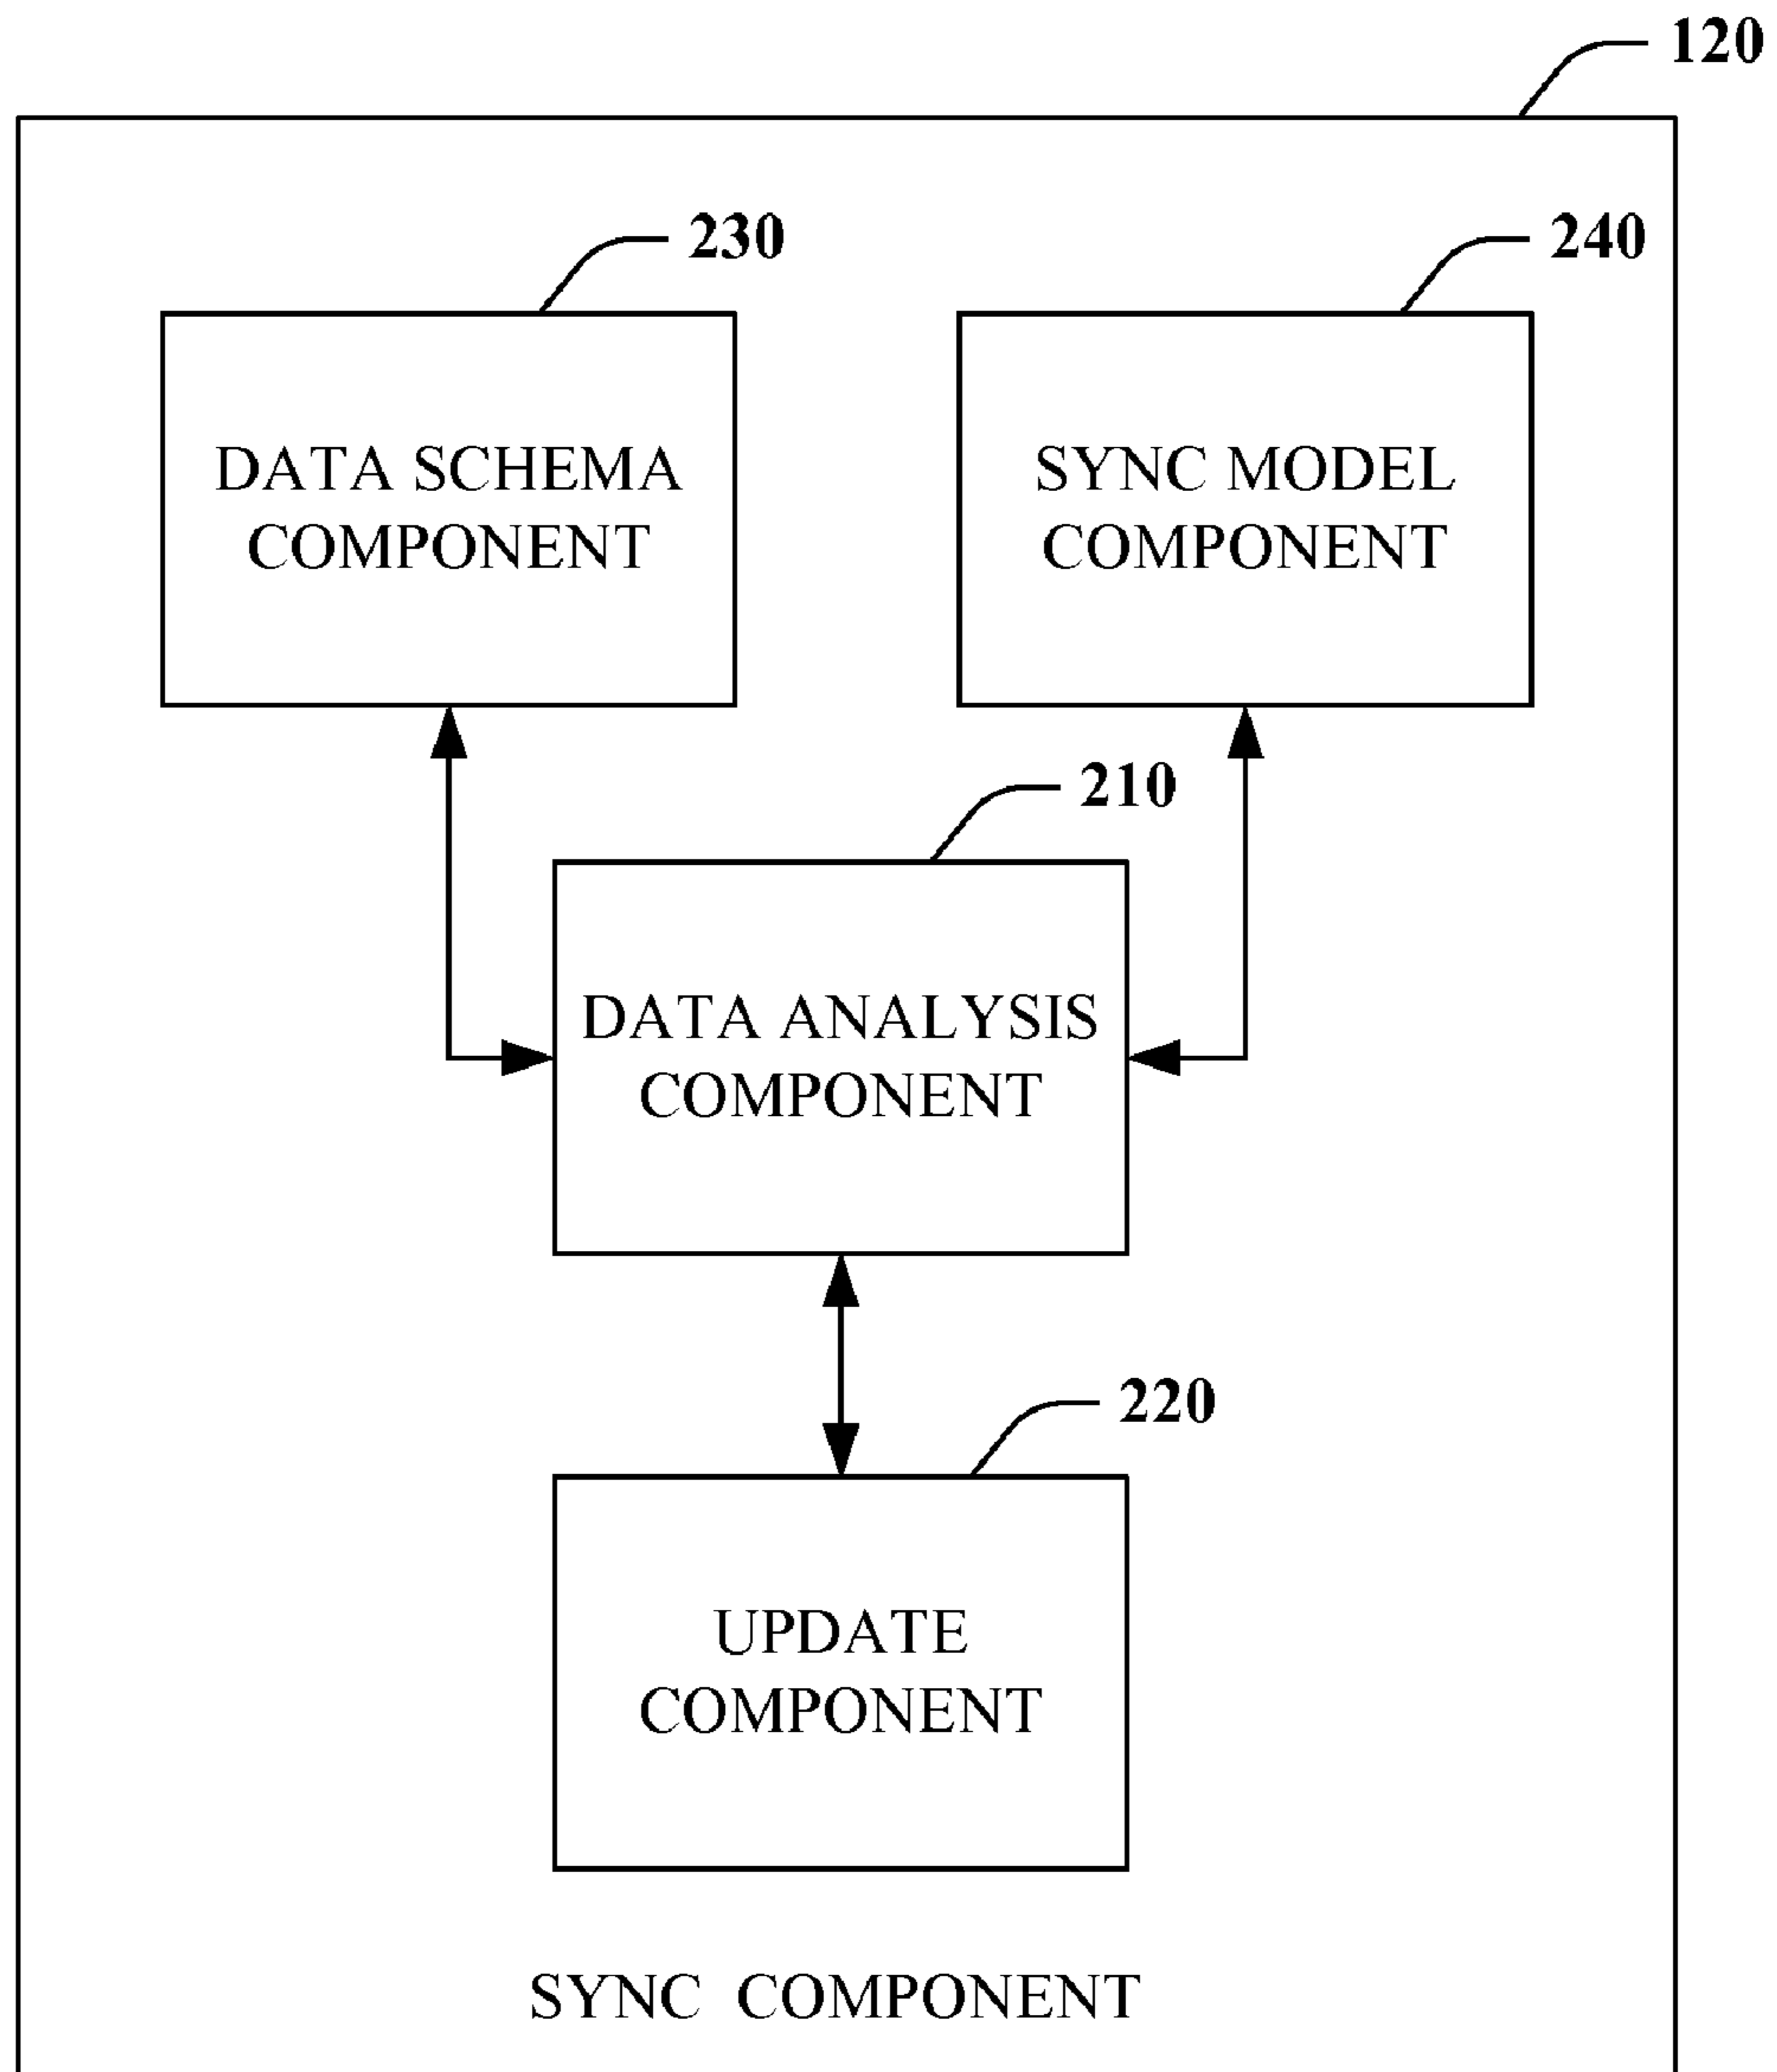 120
230
240
DATA SCHEMA
COMPONENT
SYNC MODEL
COMPONENT
210
DATA ANALYSIS
COMPONENT
220
UPDATE
COMPONENT
SYNC COMPONENT